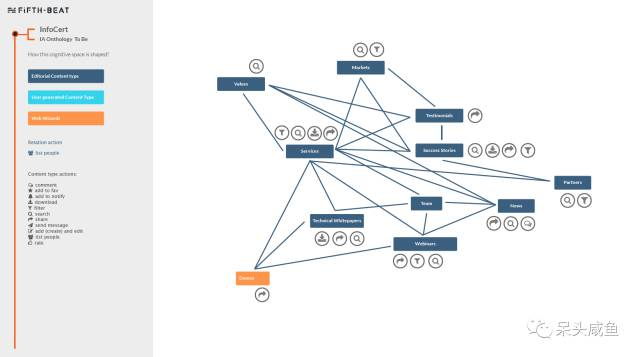 FIFTH·BEAT
InfoCert
IA Onthology To Be
How this cognitive space is shaped?
Editorial Content type
User generated Content Type
Web Wizards
Relation action
list people
Content type actions:
comment
add to fav
add to notify
download
filter
search
share
send message
add (create) and edit
list people
rate
Markets
Values
Testimonials
Services
Success Stories
Partners
Team
News
Technical Whitepapers
Webinars
Demos
呆头咸鱼